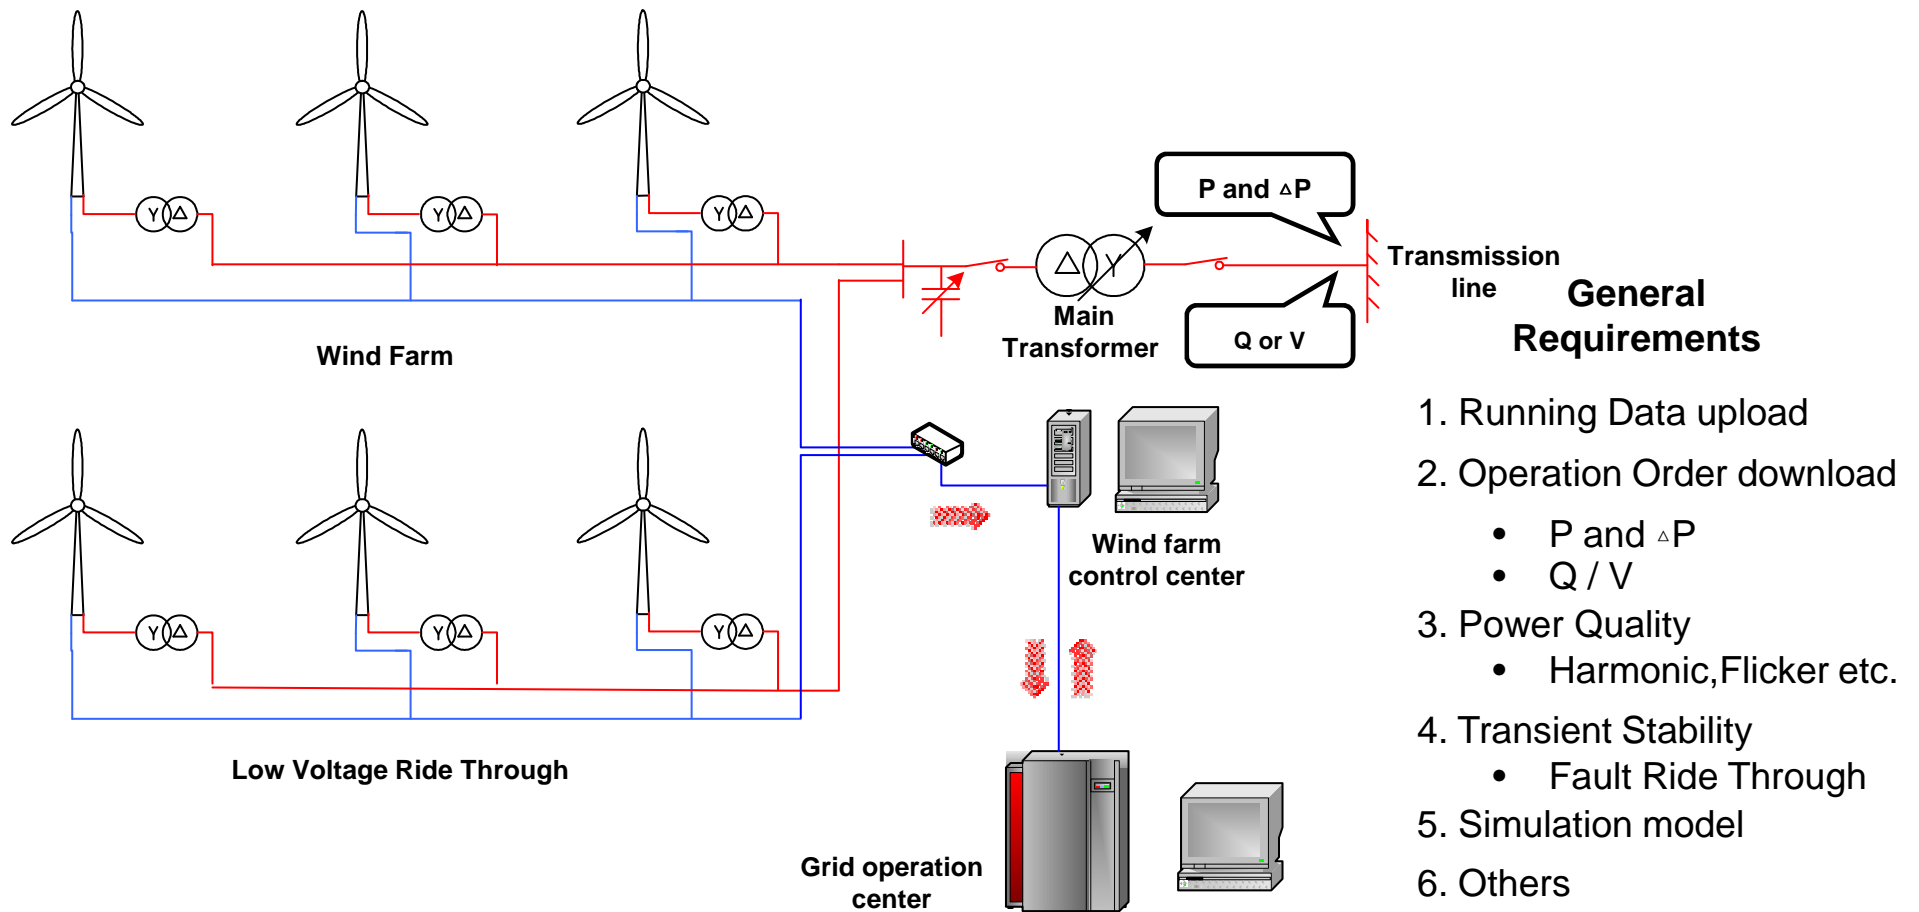 Y △
Y △
Y △
P and △P
△ Y
Transmission
line
Main
Transformer
Q or V
Wind Farm
General
Requirements
1. Running Data upload
2. Operation Order download
• P and △P
• Q / V
3. Power Quality
• Harmonic,Flicker etc.
4. Transient Stability
• Fault Ride Through
5. Simulation model
6. Others
Wind farm
control center
Y △
Y △
Y △
Low Voltage Ride Through
Grid operation
center